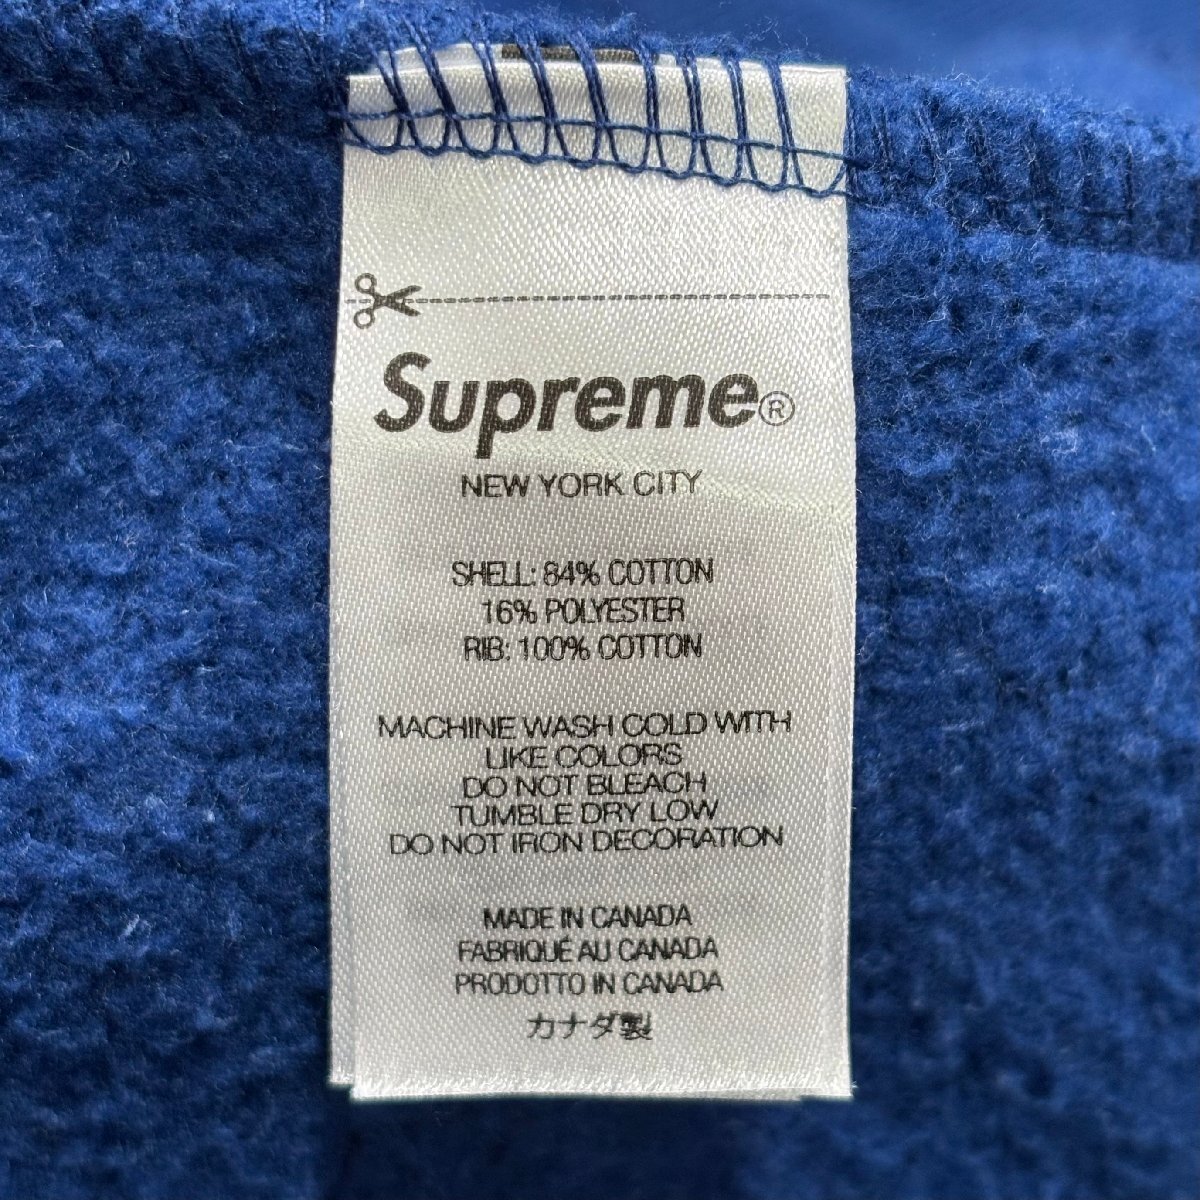 Supreme®
NEW YORK CITY
SHELL: 84% COTTON
16% POLYESTER
RIB: 100% COTTON
MACHINE WASH COLD WITH
LIKE COLORS
DO NOT BLEACH
TUMBLE DRY LOW
DO NOT IRON DECORATION
MADE IN CANADA
FABRIQUÉ AU CANADA
PRODOTTO IN CANADA
カナダ製